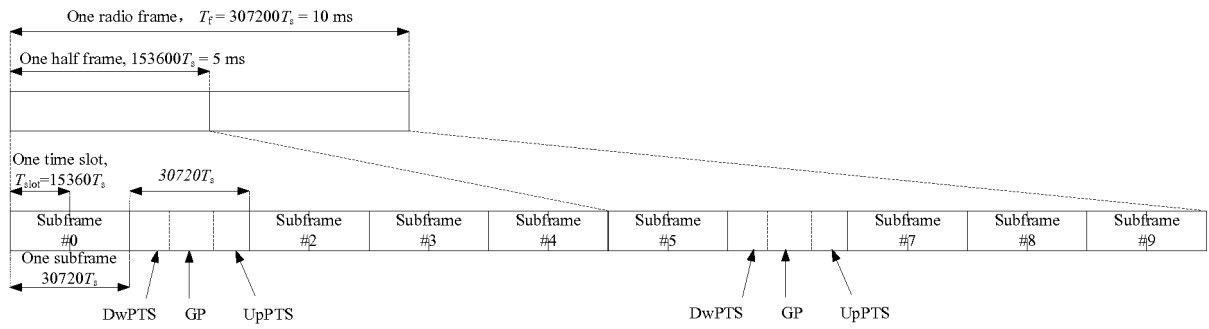 One radio frame， Tf = 307200Ts = 10 ms
One half frame, 153600Ts = 5 ms
One time slot,
Tslot=15360Ts
30720Ts
Subframe
#0
Subframe
#2
Subframe
#3
Subframe
#4
Subframe
#5
Subframe
#7
Subframe
#8
Subframe
#9
One subframe
30720Ts
DwPTS
GP
UpPTS
DwPTS
GP
UpPTS